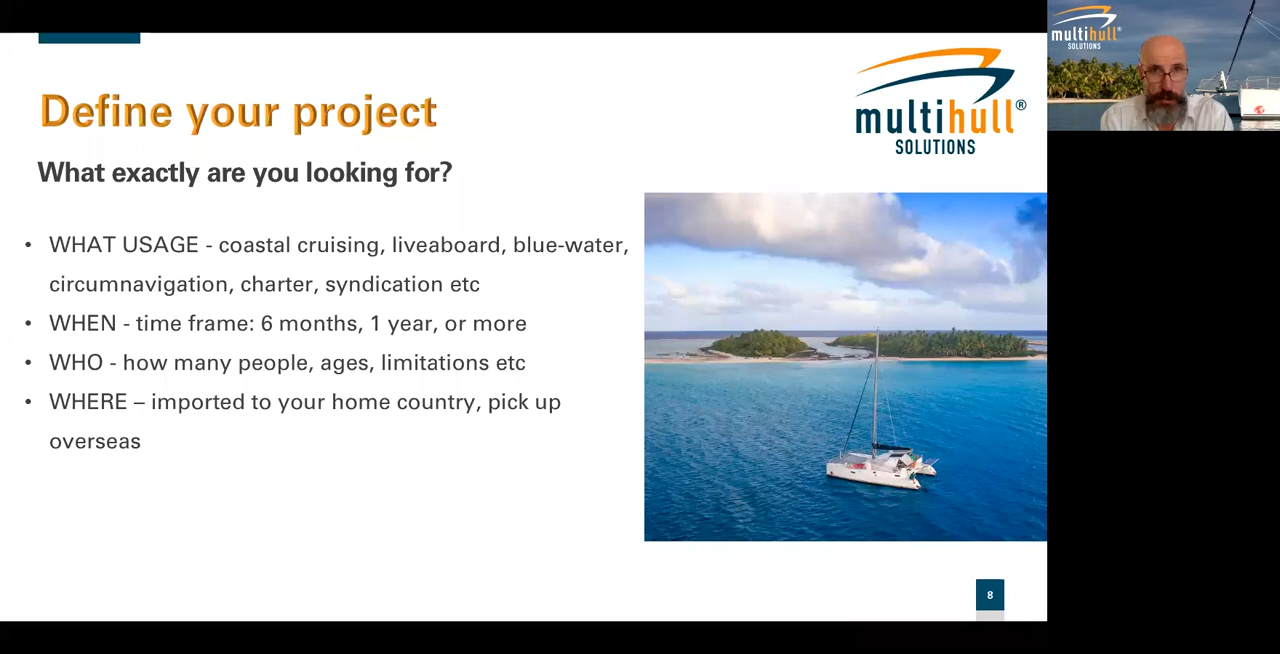 Define your project
What exactly are you looking for?
• WHAT USAGE - coastal cruising, liveaboard, blue-water,
circumnavigation, charter, syndication etc
• WHEN - time frame: 6 months, 1 year, or more
• WHO - how many people, ages, limitations etc
• WHERE – imported to your home country, pick up
overseas
multihull®
SOLUTIONS
8
multihull®
SOLUTIONS